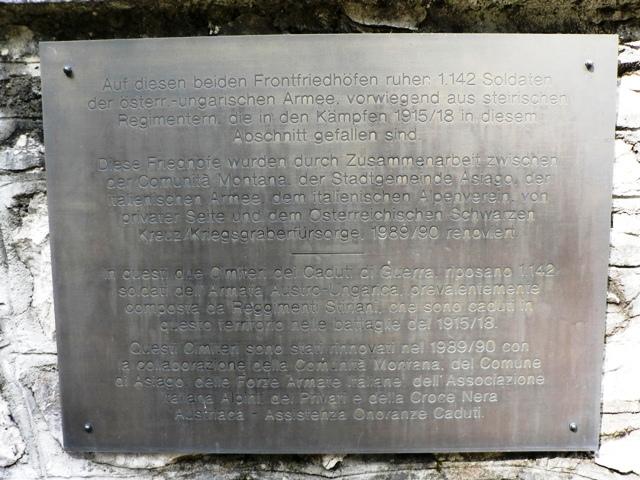 Auf diesen beiden Frontfriedhöfen ruhen 1.142 Soldaten
der österr.-ungarischen Armee, vorwiegend aus steirischen
Regimentern, die in den Kämpfen 1915/18 in diesem
Abschnitt gefallen sind.
Diese Friedhöfe wurden durch Zusammenarbeit zwischen
der Comunità Montana, der Stadtgemeinde Asiago, der
italienischen Armee, dem italienischen Alpenverein, von
privater Seite und dem Österreichischen Schwarzen
Kreuz/Kriegsgräberfürsorge, 1989/90 renoviert.
In questi due Cimiteri dei Caduti di Guerra, riposano 1.142
soldati dell'Armata Austro-Ungarica, prevalentemente
composta da Reggimenti Stiriani, che sono caduti in
questo territorio nelle battaglie del 1915/18.
Questi Cimiteri sono stati rinnovati nel 1989/90 con
la collaborazione della Comunità Montana, del Comune
di Asiago, delle Forze Armate Italiane, dell'Associazione
Italiana Alpini, dei Privati e della Croce Nera
Austriaca - Assistenza Onoranze Caduti.